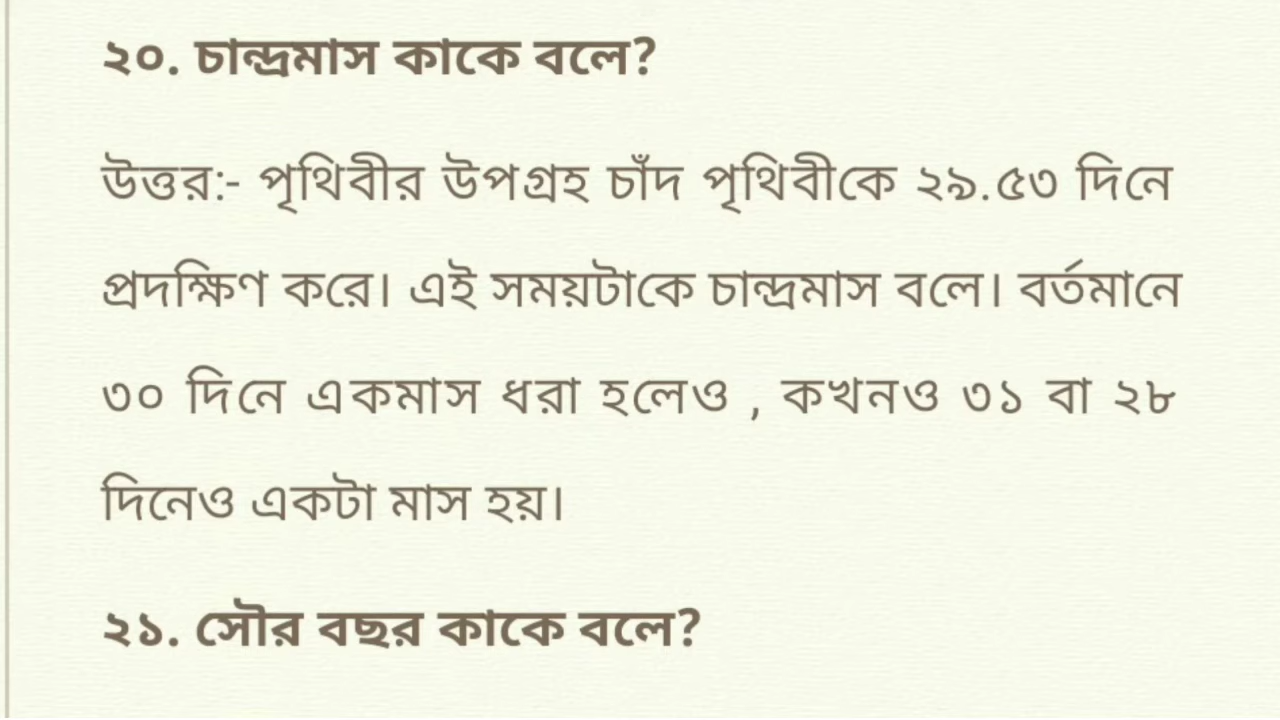 ২০. চান্দ্রমাস কাকে বলে?
উত্তর:- পৃথিবীর উপগ্রহ চাঁদ পৃথিবীকে ২৯.৫৩ দিনে
প্রদক্ষিণ করে। এই সময়টাকে চান্দ্রমাস বলে। বর্তমানে
৩০ দিনে একমাস ধরা হলেও , কখনও ৩১ বা ২৮
দিনেও একটা মাস হয়।
২১. সৌর বছর কাকে বলে?